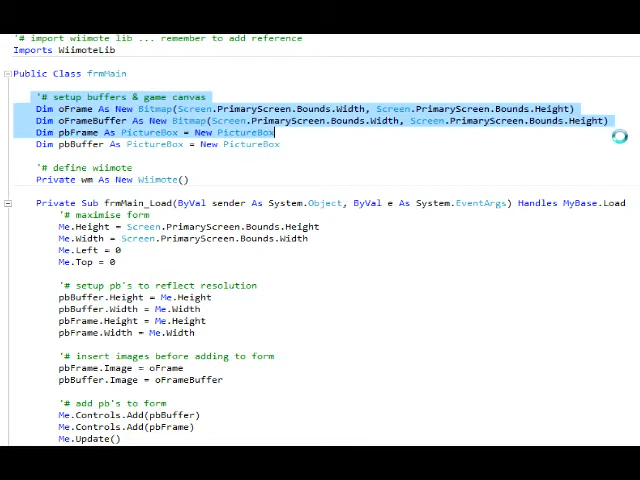 '# import wiimote lib ... remember to add reference
Imports WiimoteLib
Public Class frmMain
'# setup buffers & game canvas
Dim oFrame As New Bitmap(Screen.PrimaryScreen.Bounds.Width, Screen.PrimaryScreen.Bounds.Height)
Dim oFrameBuffer As New Bitmap(Screen.PrimaryScreen.Bounds.Width, Screen.PrimaryScreen.Bounds.Height)
Dim pbFrame As PictureBox = New PictureBox
Dim pbBuffer As PictureBox = New PictureBox
'# define wiimote
Private wm As New Wiimote()
Private Sub frmMain_Load(ByVal sender As System.Object, ByVal e As System.EventArgs) Handles MyBase.Load
'# maximise form
Me.Height = Screen.PrimaryScreen.Bounds.Height
Me.Width = Screen.PrimaryScreen.Bounds.Width
Me.Left = 0
Me.Top = 0
'# setup pb's to reflect resolution
pbBuffer.Height = Me.Height
pbBuffer.Width = Me.Width
pbFrame.Height = Me.Height
pbFrame.Width = Me.Width
'# insert images before adding to form
pbFrame.Image = oFrame
pbBuffer.Image = oFrameBuffer
'# add pb's to form
Me.Controls.Add(pbBuffer)
Me.Controls.Add(pbFrame)
Me.Update()